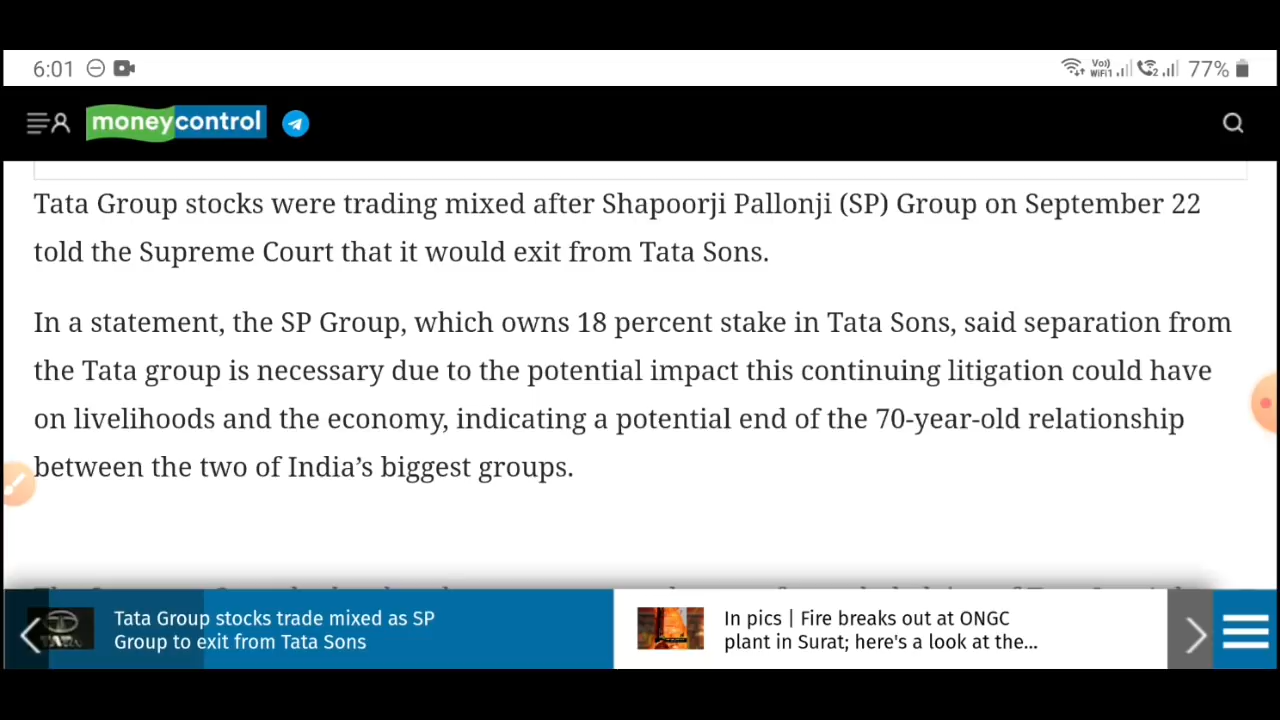 6:01
Vo)) WiFi1 2 77%
moneycontrol
Tata Group stocks were trading mixed after Shapoorji Pallonji (SP) Group on September 22
told the Supreme Court that it would exit from Tata Sons.
In a statement, the SP Group, which owns 18 percent stake in Tata Sons, said separation from
the Tata group is necessary due to the potential impact this continuing litigation could have
on livelihoods and the economy, indicating a potential end of the 70-year-old relationship
between the two of India’s biggest groups.
TATA
Tata Group stocks trade mixed as SP
Group to exit from Tata Sons
In pics | Fire breaks out at ONGC
plant in Surat; here's a look at the...